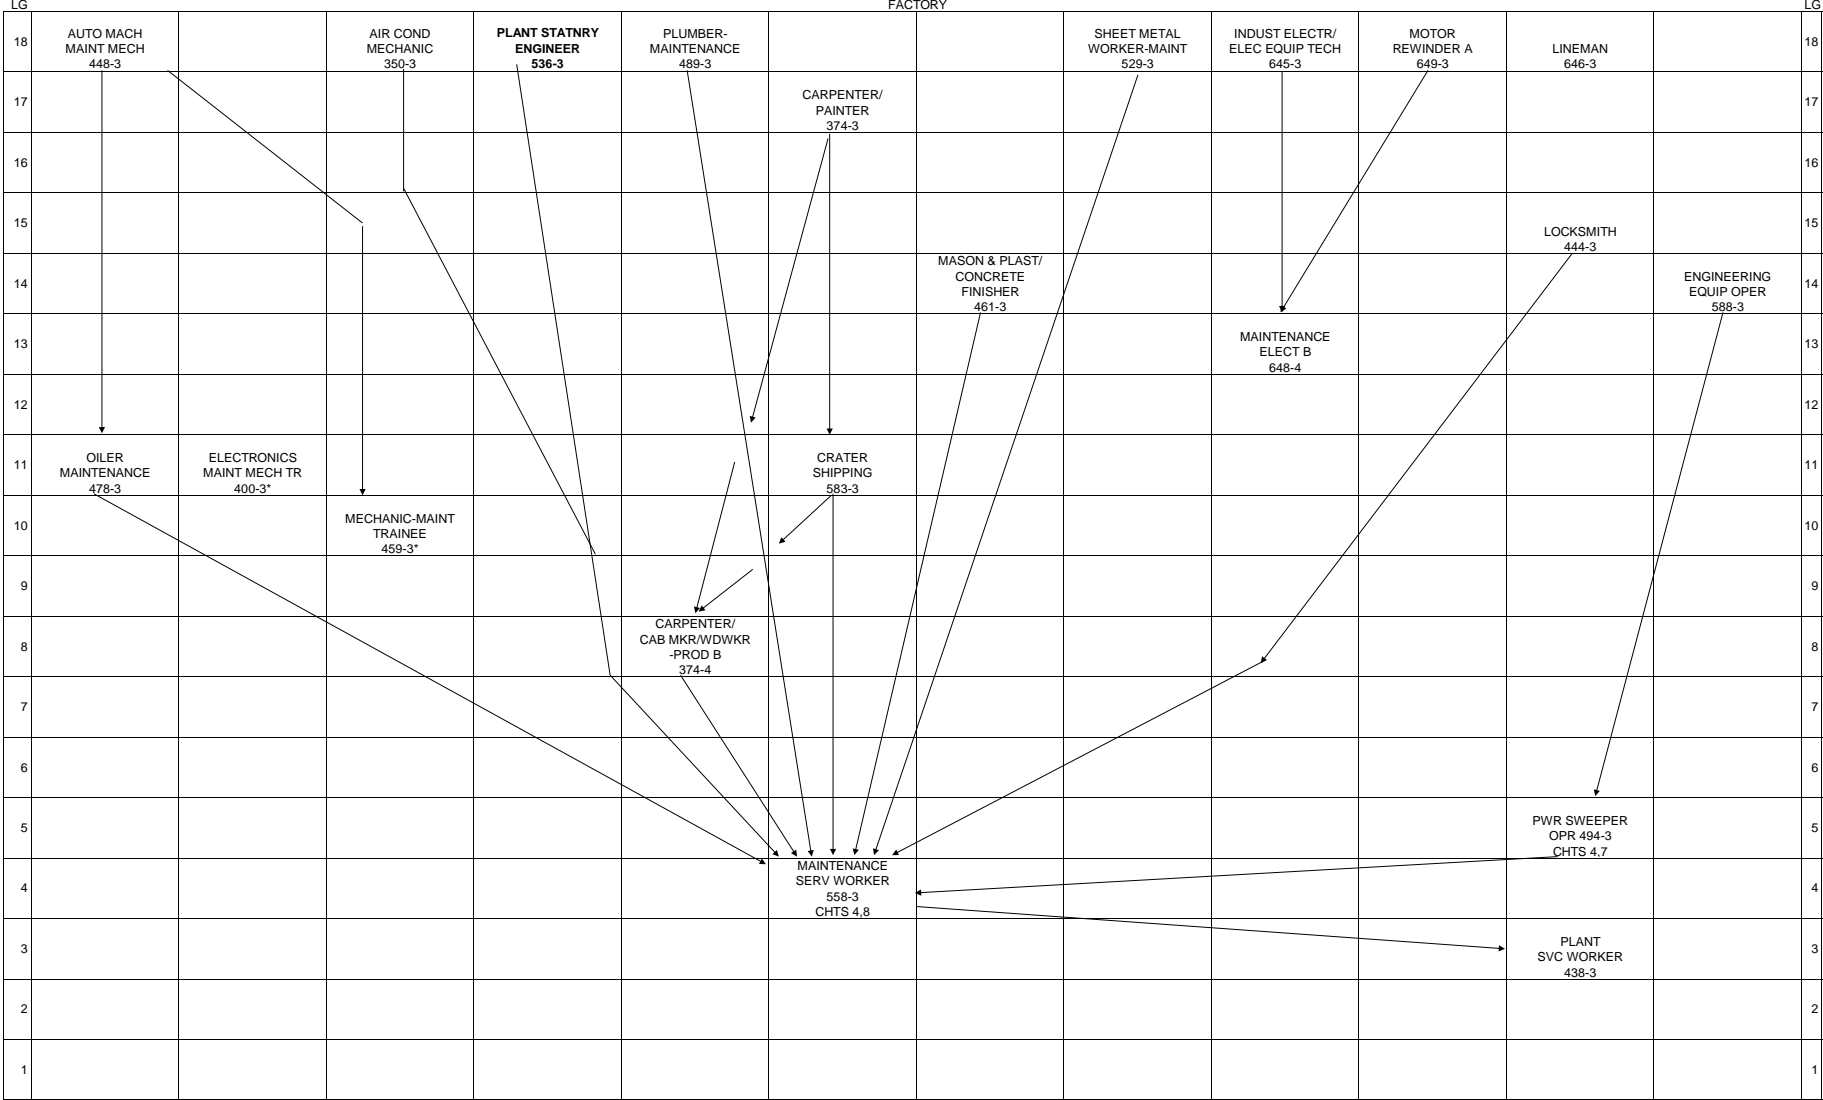 LG FACTORY LG
18 18
AUTO MACH
MAINT MECH
448-3
AIR COND
MECHANIC
350-3
PLANT STATNRY
ENGINEER
536-3
PLUMBER-
MAINTENANCE
489-3
SHEET METAL
WORKER-MAINT
529-3
INDUST ELECTR/
ELEC EQUIP TECH
645-3
MOTOR
REWINDER A
649-3
LINEMAN
646-3
17 17
CARPENTER/
PAINTER
374-3
16 16
15 15
LOCKSMITH
444-3
14 14
MASON & PLAST/
CONCRETE
FINISHER
461-3
ENGINEERING
EQUIP OPER
588-3
13 13
MAINTENANCE
ELECT B
648-4
12 12
11 11
OILER
MAINTENANCE
478-3
ELECTRONICS
MAINT MECH TR
400-3*
CRATER
SHIPPING
583-3
10 10
MECHANIC-MAINT
TRAINEE
459-3*
9 9
8 8
CARPENTER/
CAB MKR/WDWKR
-PROD B
374-4
7 7
6 6
5 5
PWR SWEEPER
OPR 494-3
CHTS 4,7
4 4
MAINTENANCE
SERV WORKER
558-3
CHTS 4,8
3 3
PLANT
SVC WORKER
438-3
2 2
1 1